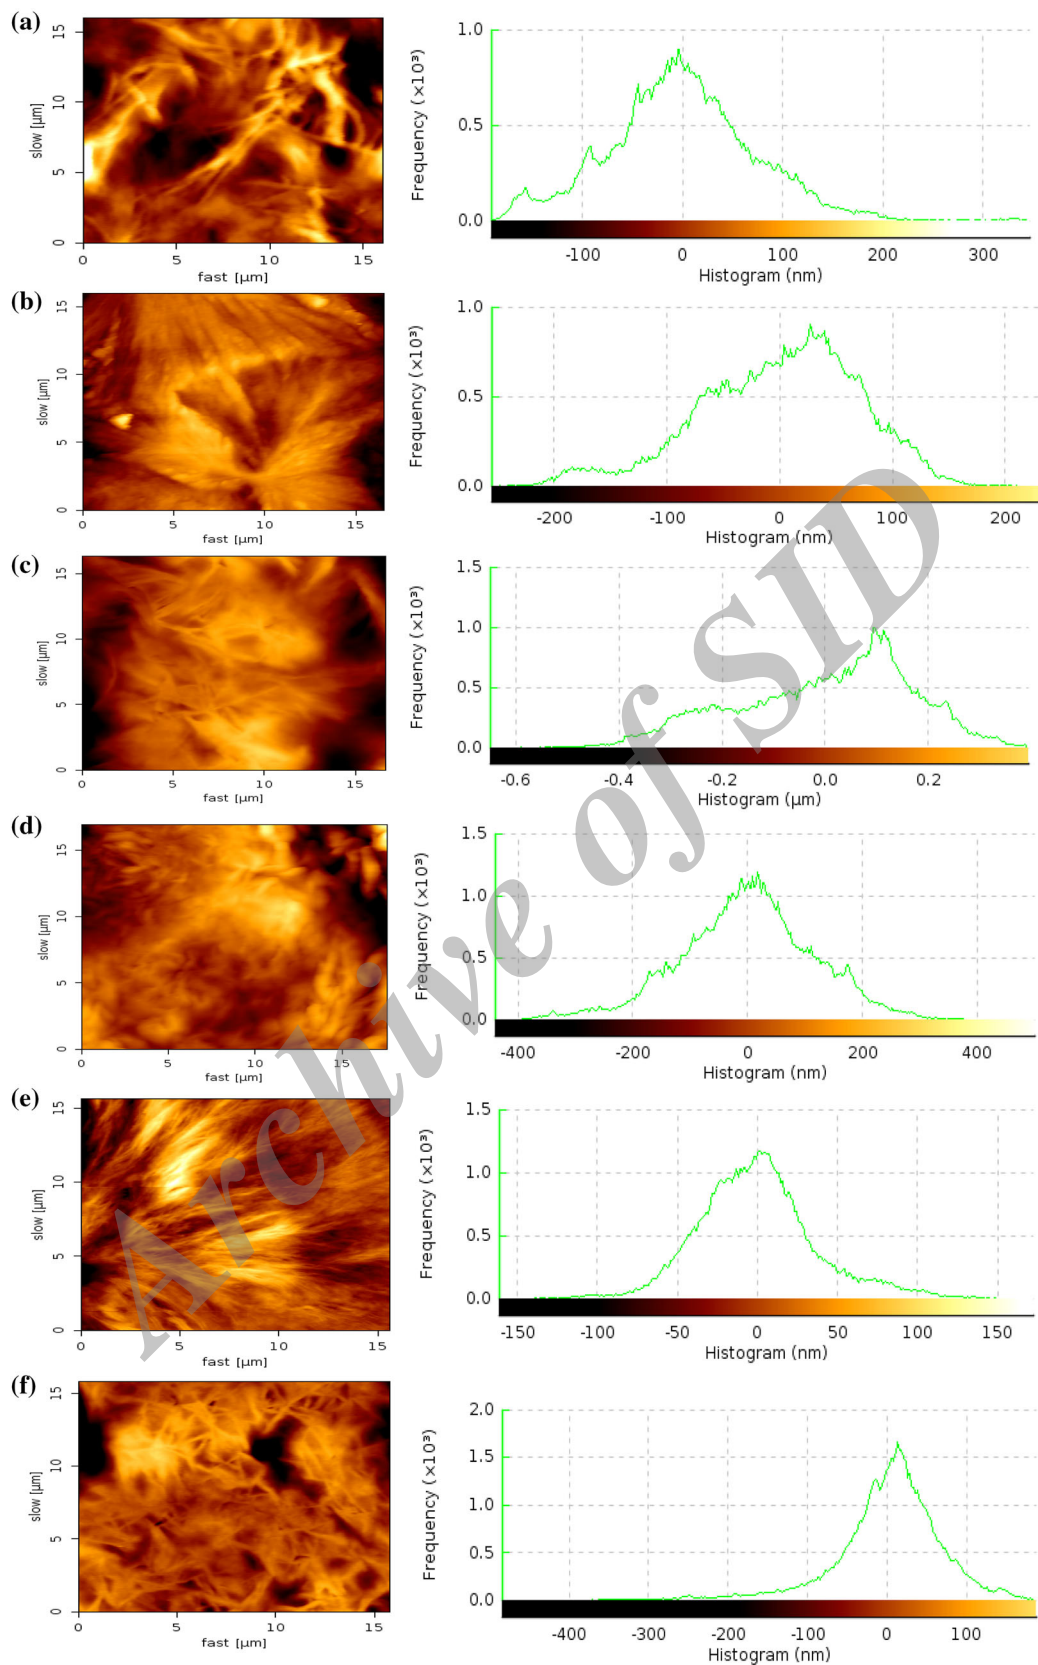 (a)
slow [µm]
15
10
5
0
0 5 10 15
fast [µm]
Frequency (×10³)
1.0
0.5
0.0
-100 0 100 200 300
Histogram (nm)
(b)
slow [µm]
15
10
5
0
0 5 10 15
fast [µm]
Frequency (×10³)
1.0
0.5
0.0
-200 -100 0 100 200
Histogram (nm)
(c)
slow [µm]
15
10
5
0
0 5 10 15
fast [µm]
Frequency (×10³)
1.5
1.0
0.5
0.0
-0.6 -0.4 -0.2 0.0 0.2
Histogram (µm)
(d)
slow [µm]
15
10
5
0
0 5 10 15
fast [µm]
Frequency (×10³)
1.5
1.0
0.5
0.0
-400 -200 0 200 400
Histogram (nm)
(e)
slow [µm]
15
10
5
0
0 5 10 15
fast [µm]
Frequency (×10³)
1.5
1.0
0.5
0.0
-150 -100 -50 0 50 100 150
Histogram (nm)
(f)
slow [µm]
15
10
5
0
0 5 10 15
fast [µm]
Frequency (×10³)
2.0
1.5
1.0
0.5
0.0
-400 -300 -200 -100 0 100
Histogram (nm)
Archive of SID